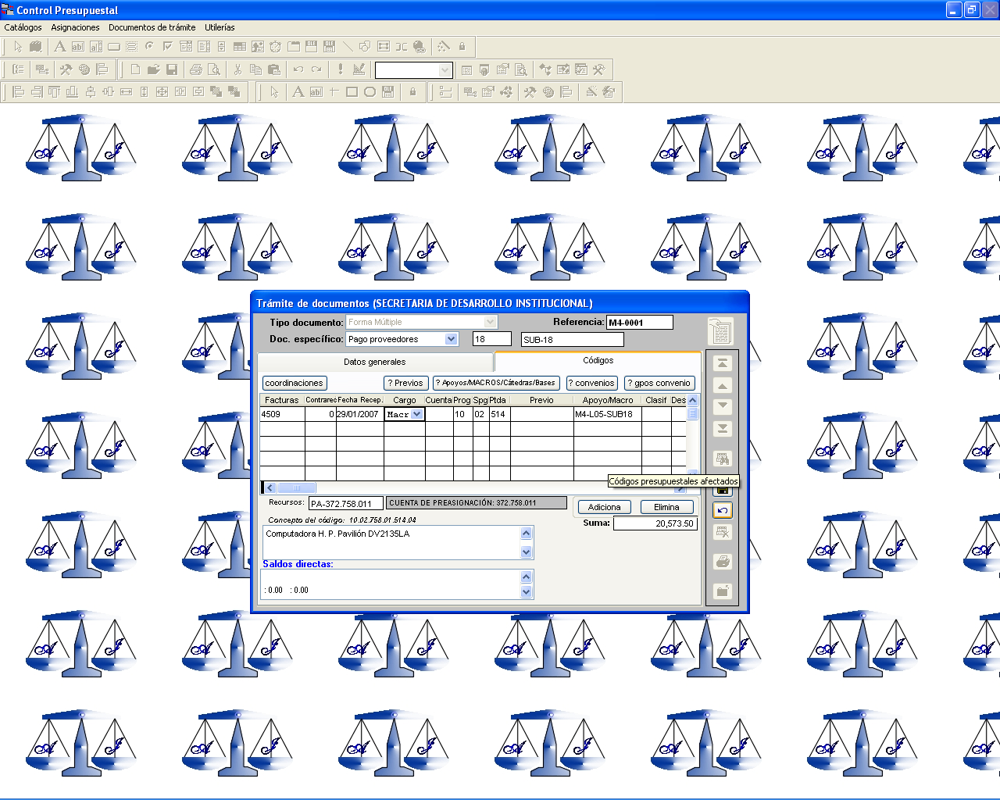 Control Presupuestal
Catálogos Asignaciones Documentos de trámite Utilerías
Trámite de documentos (SECRETARIA DE DESARROLLO INSTITUCIONAL)
Tipo documento: Forma Múltiple Referencia: M4-0001
Doc. específico: Pago proveedores 18 SUB-18
Datos generales Códigos
coordinaciones ? Previos ? Apoyos/MACROS/Cátedras/Bases ? convenios ? gpos convenio
Facturas Contrarec Fecha Recep. Cargo Cuenta Prog Spg Ptda Previo Apoyo/Macro Clasif Des
4509 0 29/01/2007 Macr 10 02 514 M4-L05-SUB18
Códigos presupuestales afectados
Recursos: PA-372.758.011 CUENTA DE PREASIGNACIÓN: 372.758.011 Adiciona Elimina
Concepto del código: 10.02.758.01.514.04 Suma: 20,573.50
Computadora H. P. Pavilión DV2135LA
Saldos directas:
: 0.00 : 0.00